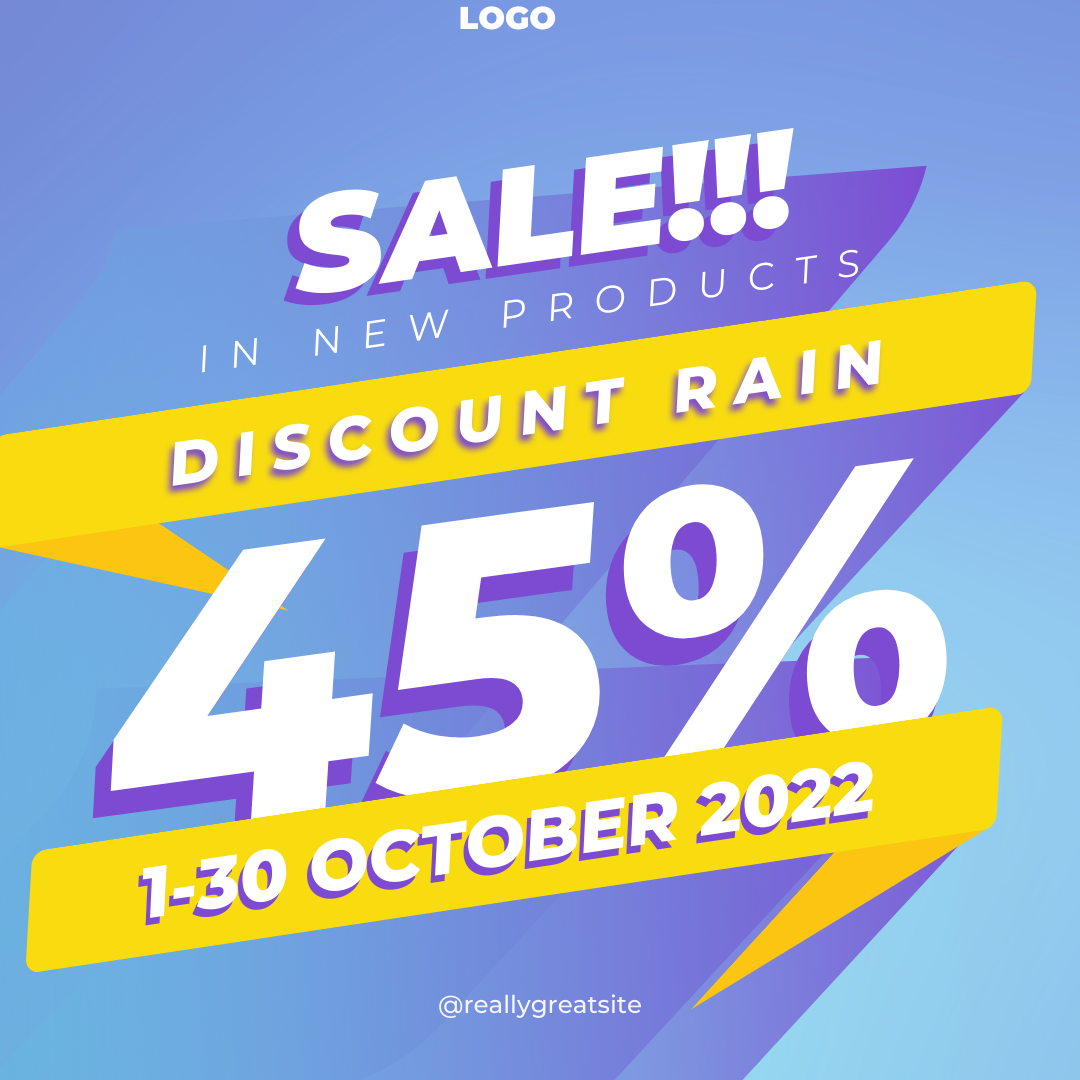 LOGO
SALE!!!
IN NEW PRODUCTS
DISCOUNT RAIN
45%
1-30 OCTOBER 2022
@reallygreatsite